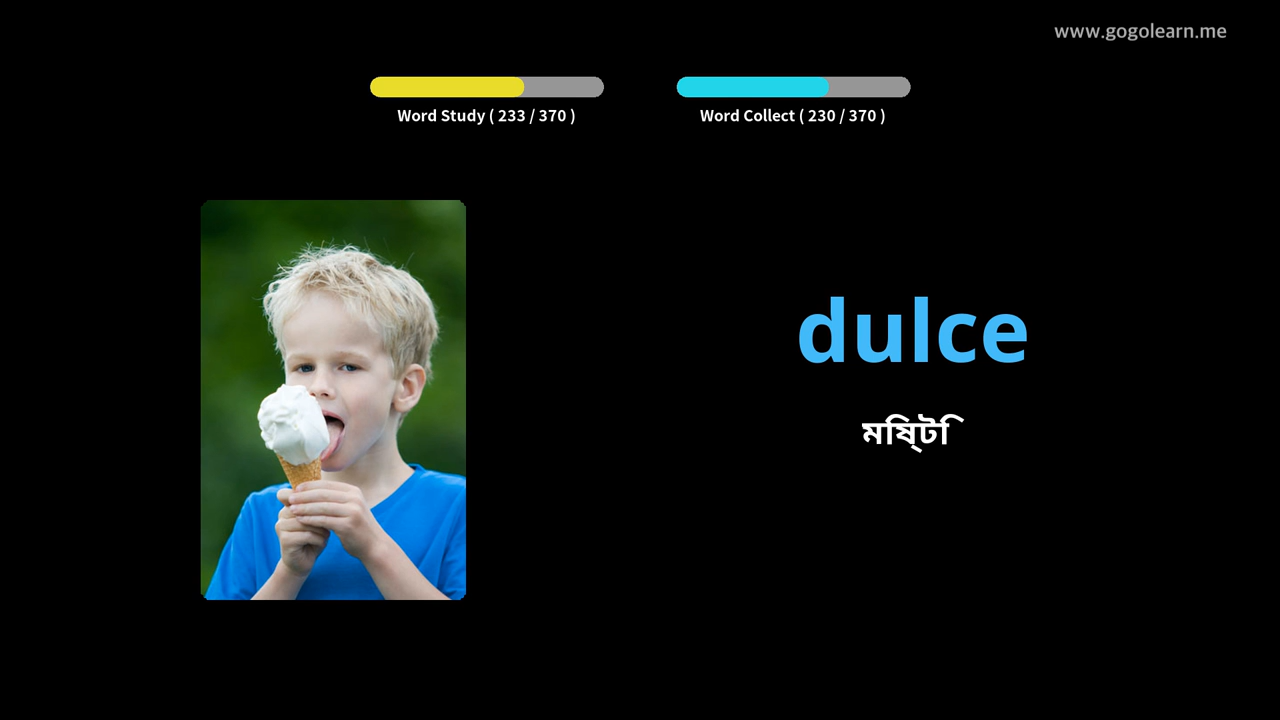 www.gogolearn.me
Word Study ( 233 / 370 )
Word Collect ( 230 / 370 )
dulce
মিষ্টি